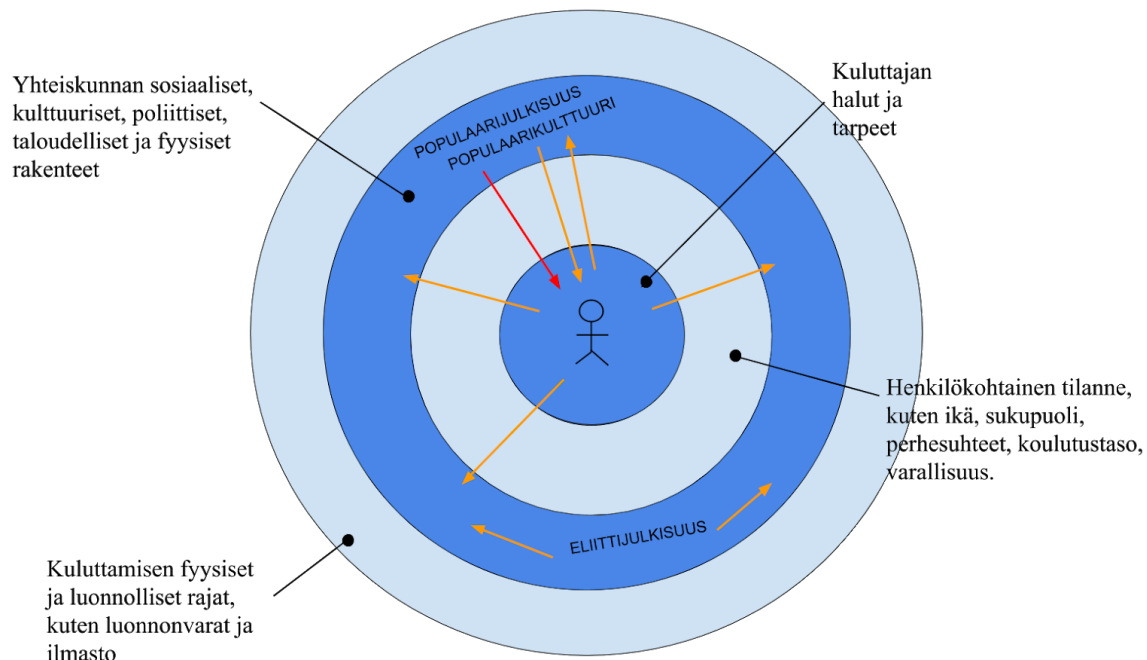 Yhteiskunnan sosiaaliset,
kulttuuriset, poliittiset,
taloudelliset ja fyysiset
rakenteet
POPULAARIJULKISUUS
POPULAARIKULTTUURI
Kuluttajan
halut ja
tarpeet
Henkilökohtainen tilanne,
kuten ikä, sukupuoli,
perhesuhteet, koulutustaso,
varallisuus.
ELIITTIJULKISUUS
Kuluttamisen fyysiset
ja luonnolliset rajat,
kuten luonnonvarat ja
ilmasto